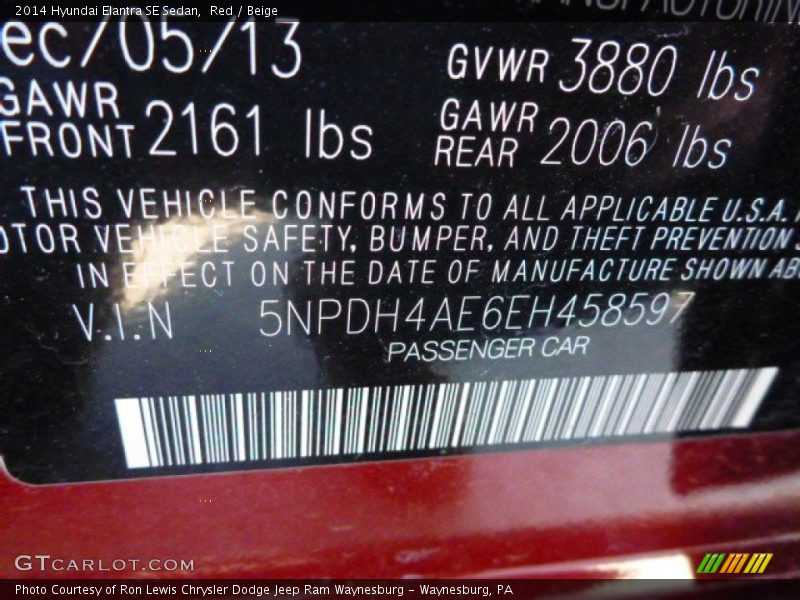 2014 Hyundai Elantra SE Sedan, Red / Beige
ec/05/13
GVWR 3880 lbs
GAWR FRONT 2161 lbs
GAWR REAR 2006 lbs
THIS VEHICLE CONFORMS TO ALL APPLICABLE U.S.A.
OTOR VEHICLE SAFETY, BUMPER, AND THEFT PREVENTION
IN EFFECT ON THE DATE OF MANUFACTURE SHOWN AB
V.I.N 5NPDH4AE6EH458597
PASSENGER CAR
GTCARLOT.COM
Photo Courtesy of Ron Lewis Chrysler Dodge Jeep Ram Waynesburg - Waynesburg, PA